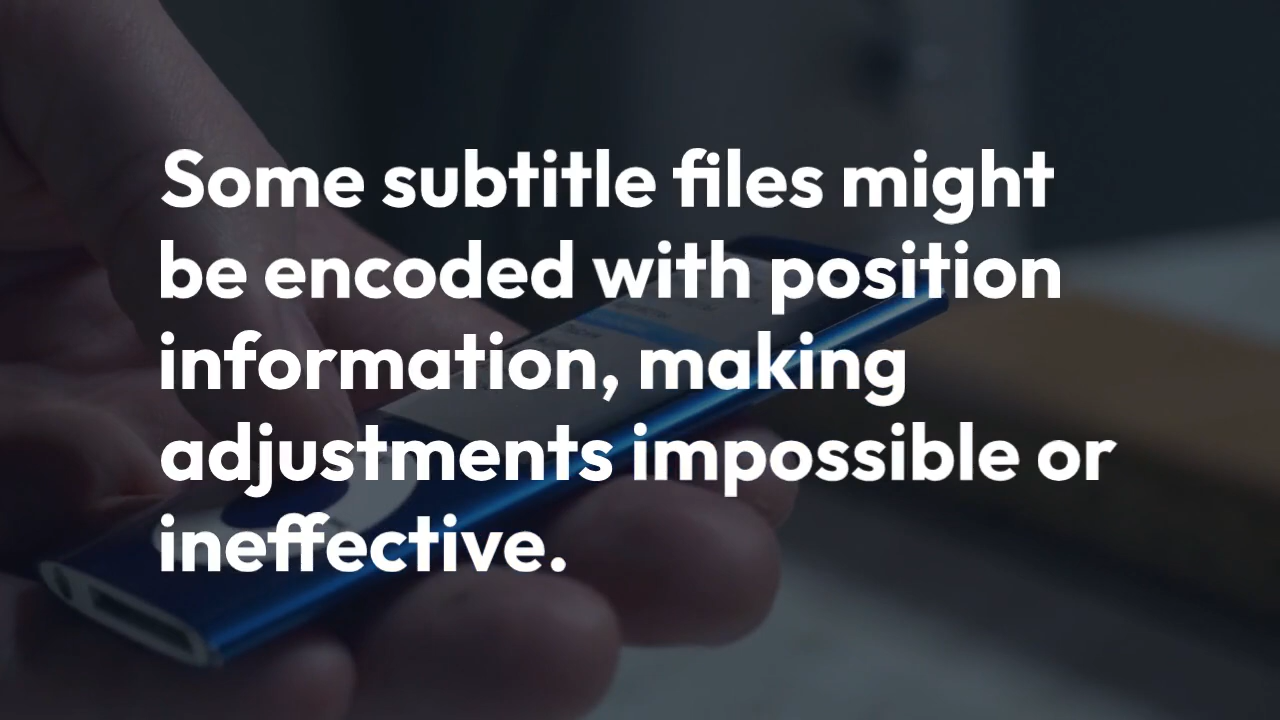 Some subtitle files might
be encoded with position
information, making
adjustments impossible or
ineffective.